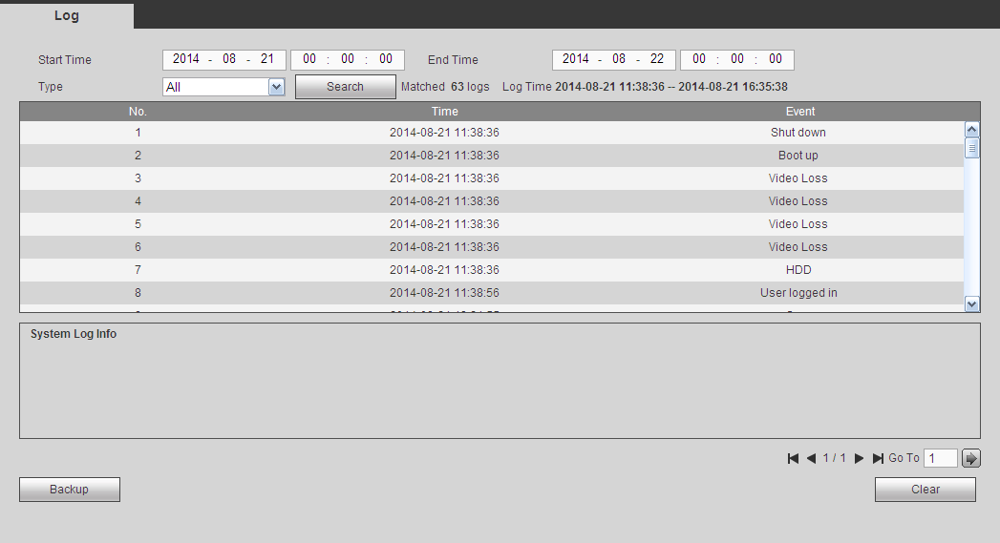 Log
Start Time 2014 - 08 - 21 00 : 00 : 00 End Time 2014 - 08 - 22 00 : 00 : 00
Type All Search Matched 63 logs Log Time 2014-08-21 11:38:36 -- 2014-08-21 16:35:38
No. Time Event
1 2014-08-21 11:38:36 Shut down
2 2014-08-21 11:38:36 Boot up
3 2014-08-21 11:38:36 Video Loss
4 2014-08-21 11:38:36 Video Loss
5 2014-08-21 11:38:36 Video Loss
6 2014-08-21 11:38:36 Video Loss
7 2014-08-21 11:38:36 HDD
8 2014-08-21 11:38:56 User logged in
System Log Info
1 / 1 Go To 1
Backup Clear